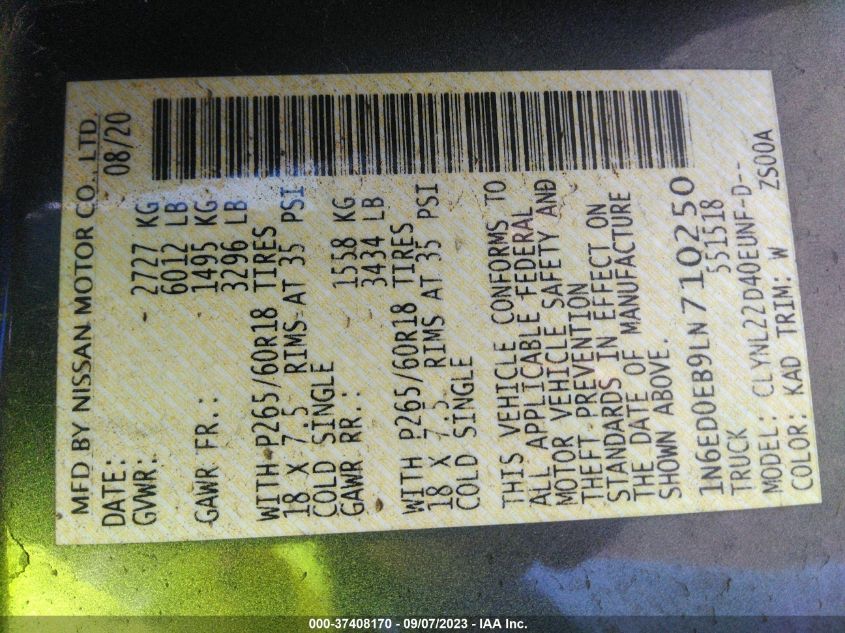 MFD BY NISSAN MOTOR CO., LTD.
DATE: 08/20
GVWR: 2727 KG
6012 LB
GAWR FR.: 1495 KG
3296 LB
WITH P265/60R18 TIRES
18 X 7.5 RIMS AT 35 PSI
COLD SINGLE
GAWR RR.: 1558 KG
3434 LB
WITH P265/60R18 TIRES
18 X 7.5 RIMS AT 35 PSI
COLD SINGLE
THIS VEHICLE CONFORMS TO
ALL APPLICABLE FEDERAL
MOTOR VEHICLE SAFETY AND
THEFT PREVENTION
STANDARDS IN EFFECT ON
THE DATE OF MANUFACTURE
SHOWN ABOVE.
1N6ED0EB9LN710250
TRUCK 551518
MODEL: CLYNL22D40EUNF-D--
COLOR: KAD TRIM: W ZS00A
000-37408170 - 09/07/2023 - IAA Inc.